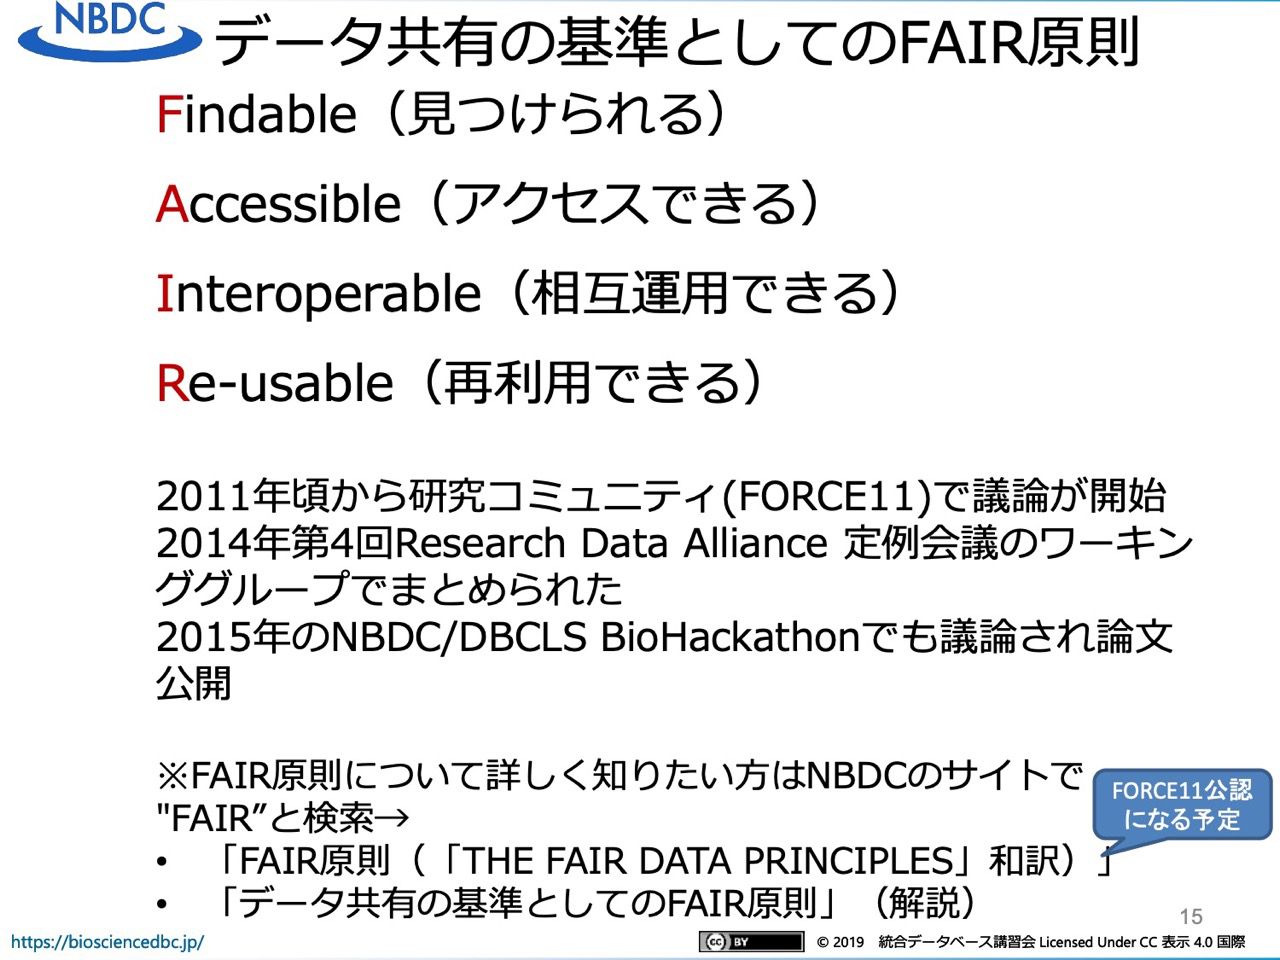 NBDC
データ共有の基準としてのFAIR原則
Findable（見つけられる）
Accessible（アクセスできる）
Interoperable（相互運用できる）
Re-usable（再利用できる）
2011年頃から研究コミュニティ(FORCE11)で議論が開始
2014年第4回Research Data Alliance 定例会議のワーキン
ググループでまとめられた
2015年のNBDC/DBCLS BioHackathonでも議論され論文
公開
※FAIR原則について詳しく知りたい方はNBDCのサイトで
"FAIR”と検索→
FORCE11公認
になる予定
• 「FAIR原則（「THE FAIR DATA PRINCIPLES」和訳）」
• 「データ共有の基準としてのFAIR原則」（解説）
15
https://biosciencedbc.jp/
cc BY
© 2019 統合データベース講習会 Licensed Under CC 表示 4.0 国際